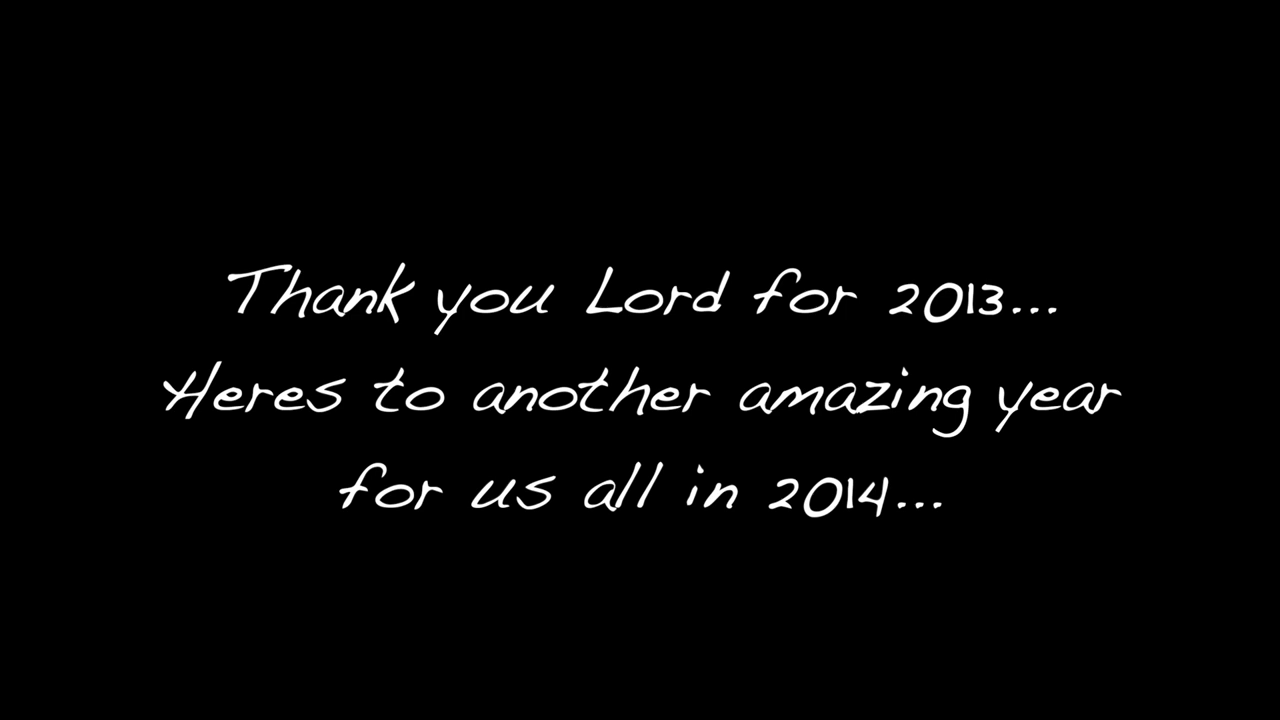 Thank you Lord for 2013...
Heres to another amazing year
for us all in 2014...